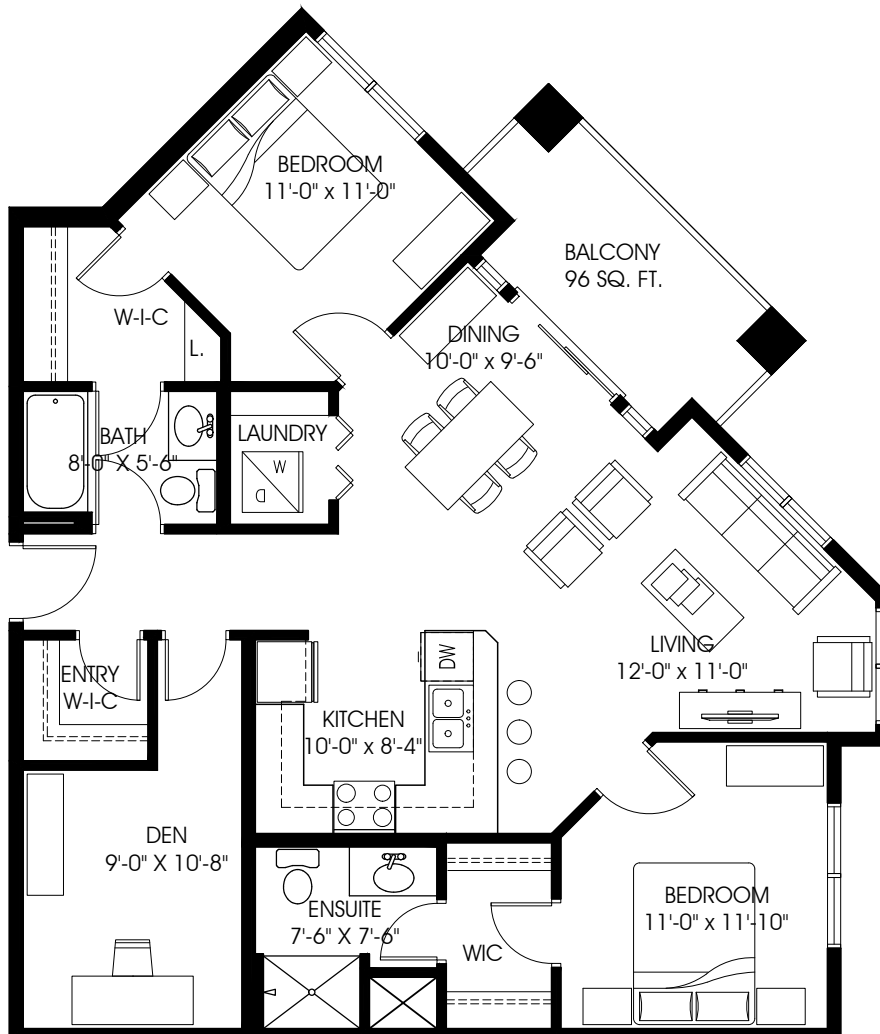 BEDROOM
11'-0" x 11'-0"
BALCONY
96 SQ. FT.
W-I-C
L.
DINING
10'-0" x 9'-6"
BATH
8'-0" X 5'-6"
LAUNDRY
W
D
LIVING
12'-0" x 11'-0"
DW
ENTRY
W-I-C
KITCHEN
10'-0" x 8'-4"
DEN
9'-0" X 10'-8"
ENSUITE
7'-6" X 7'-6"
WIC
BEDROOM
11'-0" x 11'-10"